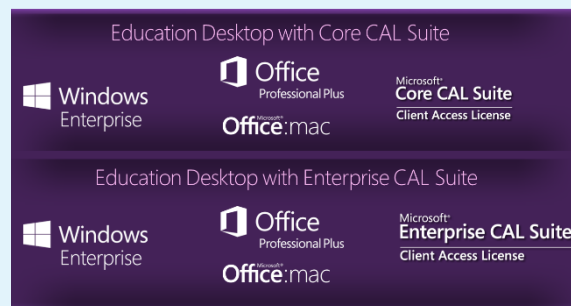 Education Desktop with Core CAL Suite
Windows
Enterprise
Office
Professional Plus
Microsoft®
Office:mac
Microsoft®
Core CAL Suite
Client Access License
Education Desktop with Enterprise CAL Suite
Windows
Enterprise
Office
Professional Plus
Microsoft®
Office:mac
Microsoft®
Enterprise CAL Suite
Client Access License